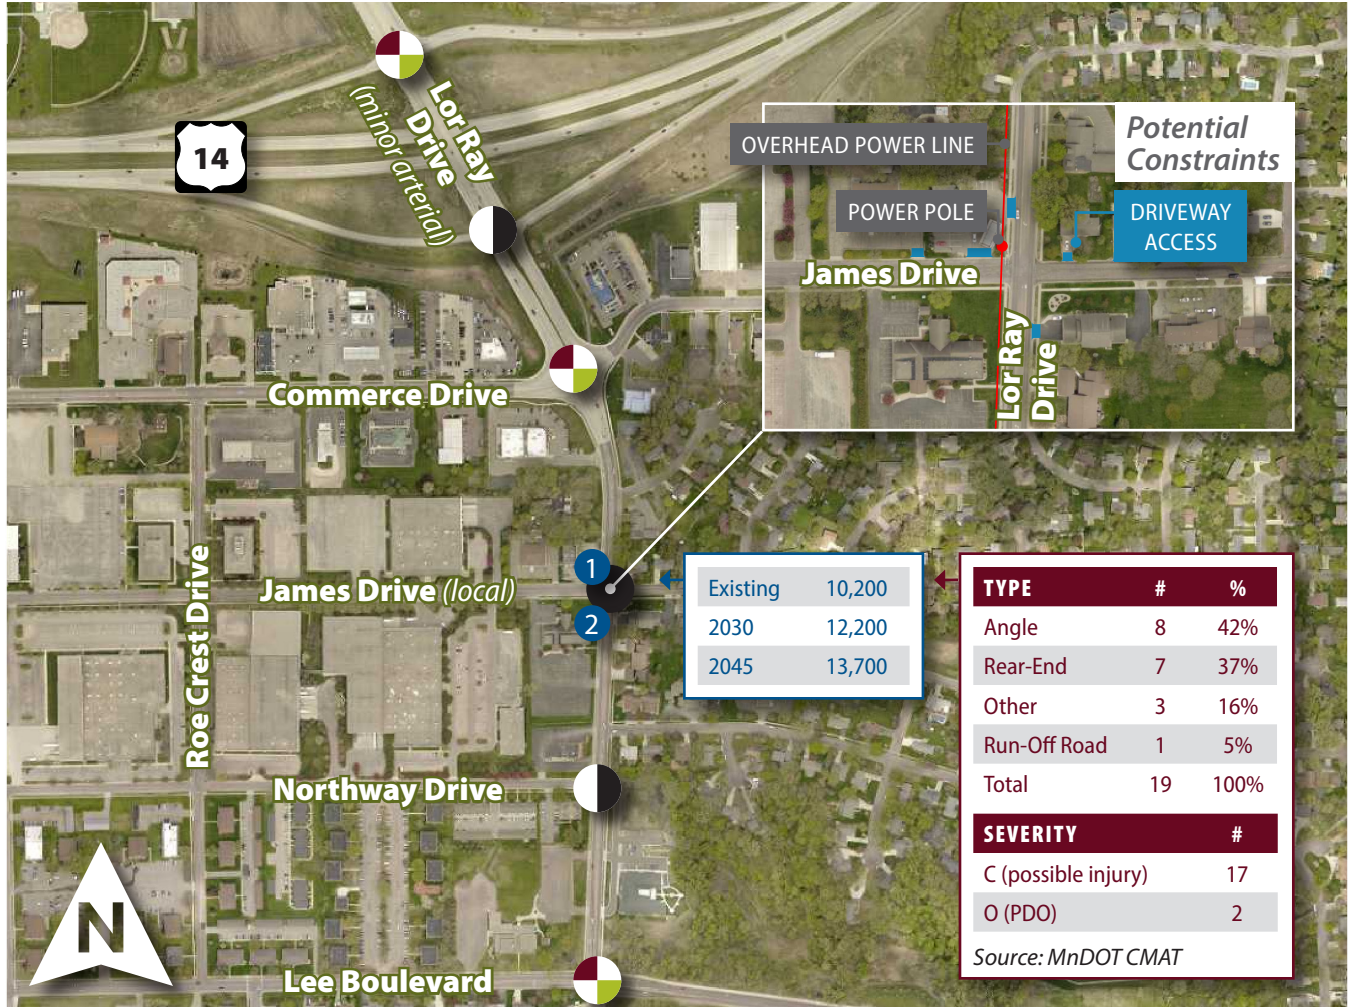 Lor Ray
Drive
(minor arterial)
14
Potential
Constraints
OVERHEAD POWER LINE
POWER POLE
DRIVEWAY
ACCESS
James Drive
Lor Ray
Drive
Commerce Drive
Roe Crest Drive
James Drive (local)
1
2
Existing 10,200
2030 12,200
2045 13,700
TYPE # %
Angle 8 42%
Rear-End 7 37%
Other 3 16%
Run-Off Road 1 5%
Total 19 100%
SEVERITY #
C (possible injury) 17
O (PDO) 2
Source: MnDOT CMAT
Northway Drive
N
Lee Boulevard